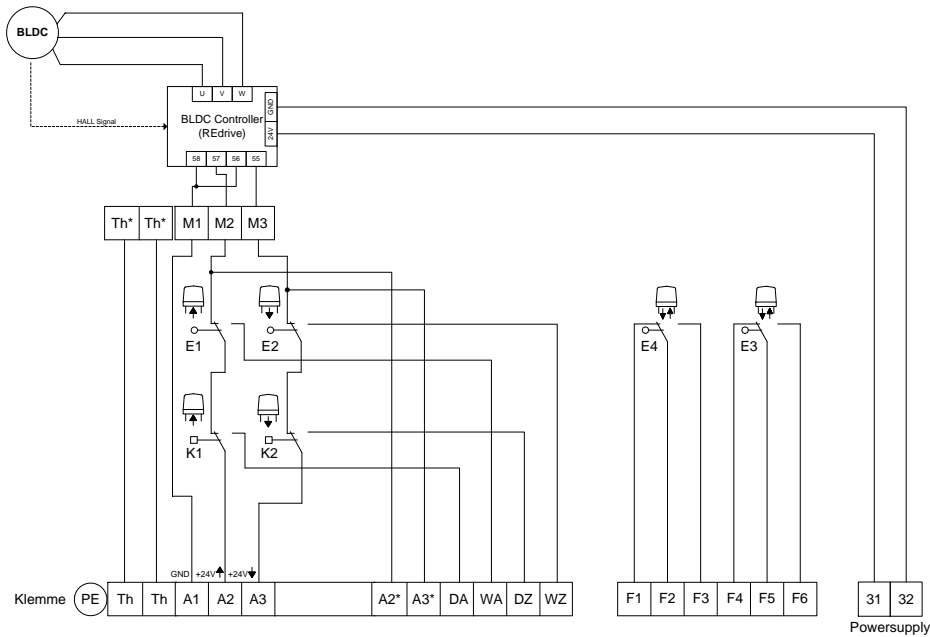 BLDC
U V W
GND
24V
BLDC Controller
(REdrive)
HALL Signal
58 57 56 55
Th* Th* M1 M2 M3
E1 E2 E4 E3
K1 K2
GND +24V +24V
Klemme PE Th Th A1 A2 A3 A2* A3* DA WA DZ WZ F1 F2 F3 F4 F5 F6 31 32
Powersupply